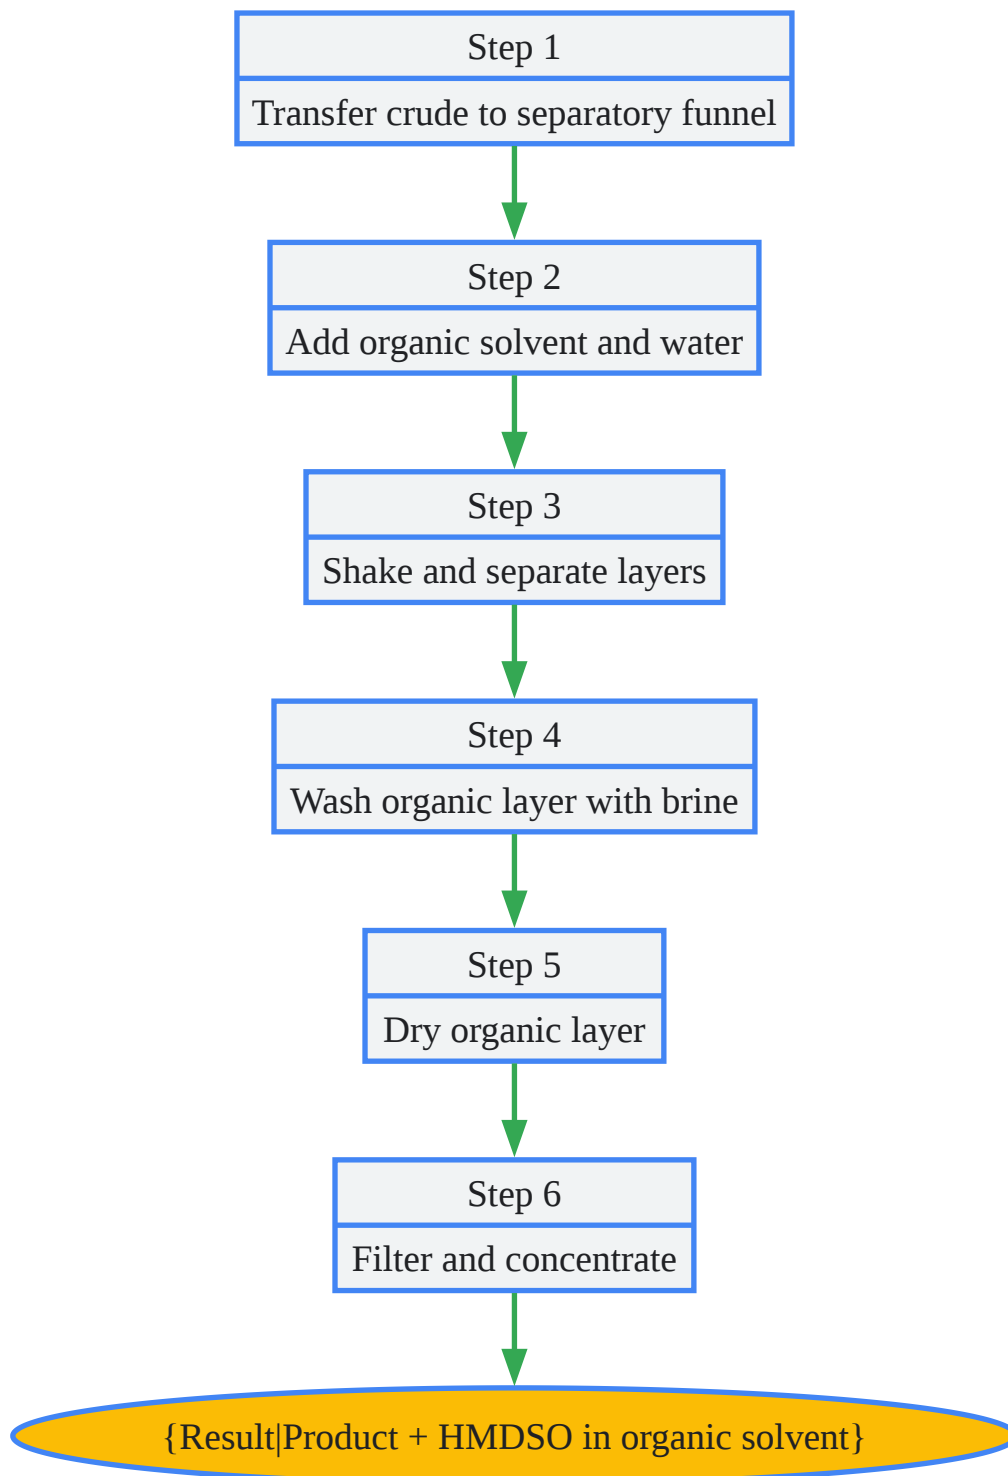 Step 1
Transfer crude to separatory funnel
Step 2
Add organic solvent and water
Step 3
Shake and separate layers
Step 4
Wash organic layer with brine
Step 5
Dry organic layer
Step 6
Filter and concentrate
{Result|Product + HMDSO in organic solvent}